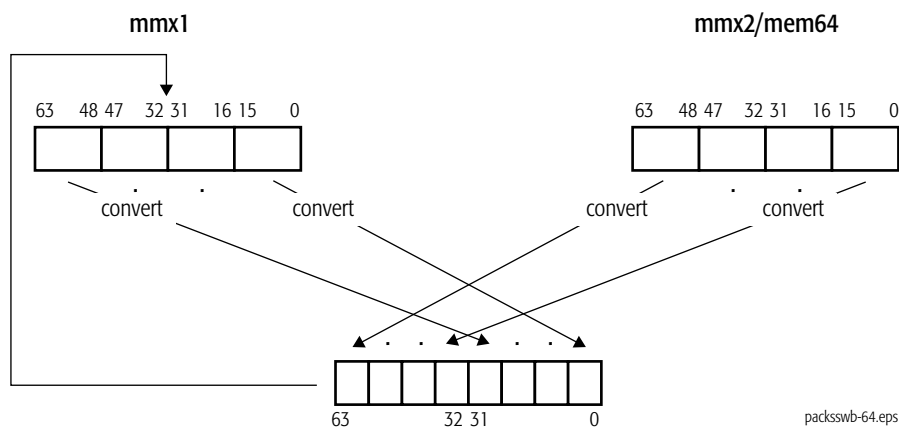 mmx1 mmx2/mem64
63 48 47 32 31 16 15 0 63 48 47 32 31 16 15 0
. . . .
convert convert convert convert
. . . .
63 32 31 0
packsswb-64.eps